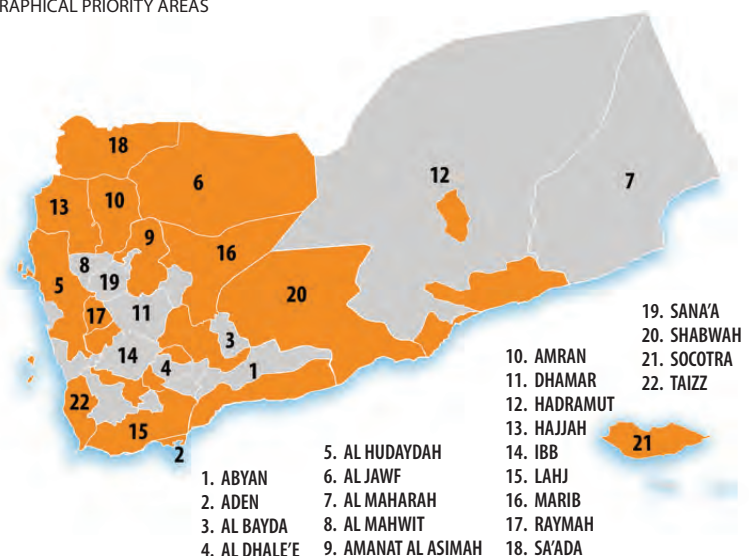 RAPHICAL PRIORITY AREAS
18
12
6
7
10
13
9
16
8
19
5
20
17
11
3
14
4
1
22
15
2
21
1. ABYAN
2. ADEN
3. AL BAYDA
4. AL DHALE'E
5. AL HUDAYDAH
6. AL JAWF
7. AL MAHARAH
8. AL MAHWIT
9. AMANAT AL ASIMAH
10. AMRAN
11. DHAMAR
12. HADRAMUT
13. HAJJAH
14. IBB
15. LAHJ
16. MARIB
17. RAYMAH
18. SA'ADA
19. SANA'A
20. SHABWAH
21. SOCOTRA
22. TAIZZ